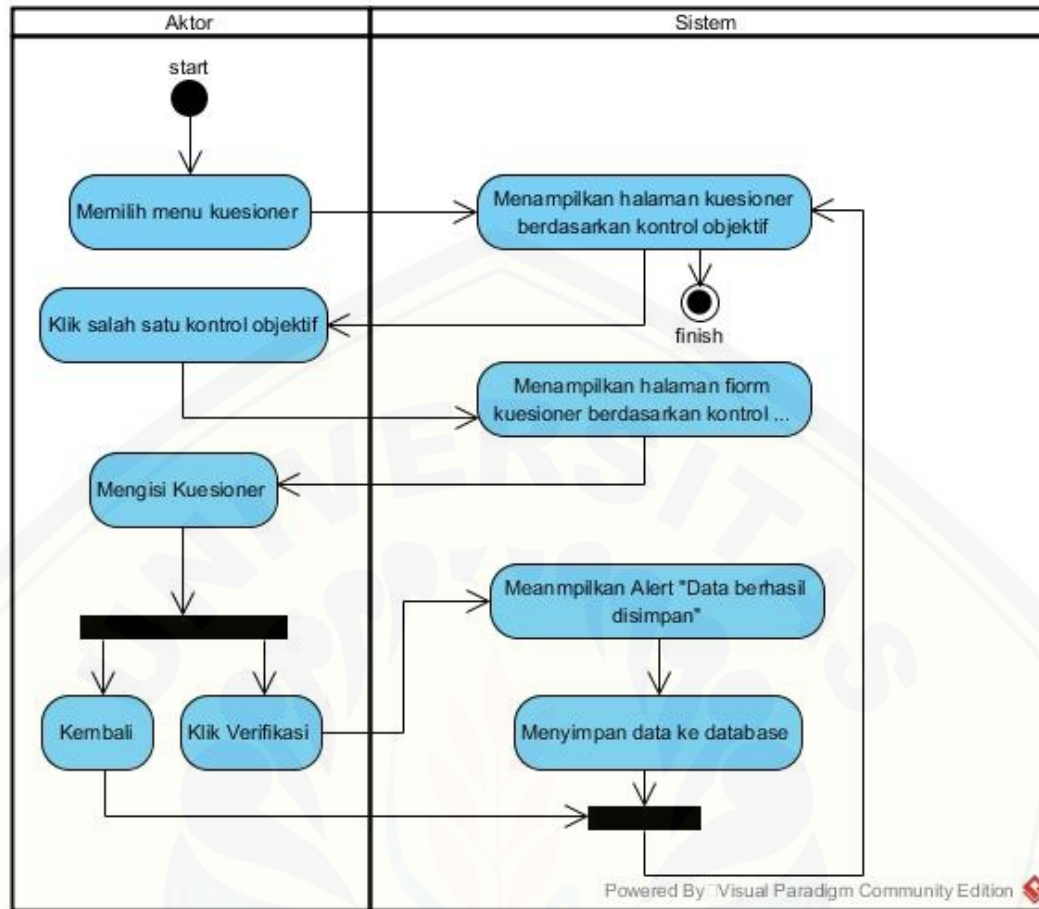 Aktor
Sistem
start
Memilih menu kuesioner
Menampilkan halaman kuesioner
berdasarkan kontrol objektif
Klik salah satu kontrol objektif
finish
Menampilkan halaman fiorm
kuesioner berdasarkan kontrol ...
Mengisi Kuesioner
Meanmpilkan Alert "Data berhasil
disimpan"
Kembali
Klik Verifikasi
Menyimpan data ke database
UNIVERSITAS
Powered By Visual Paradigm Community Edition